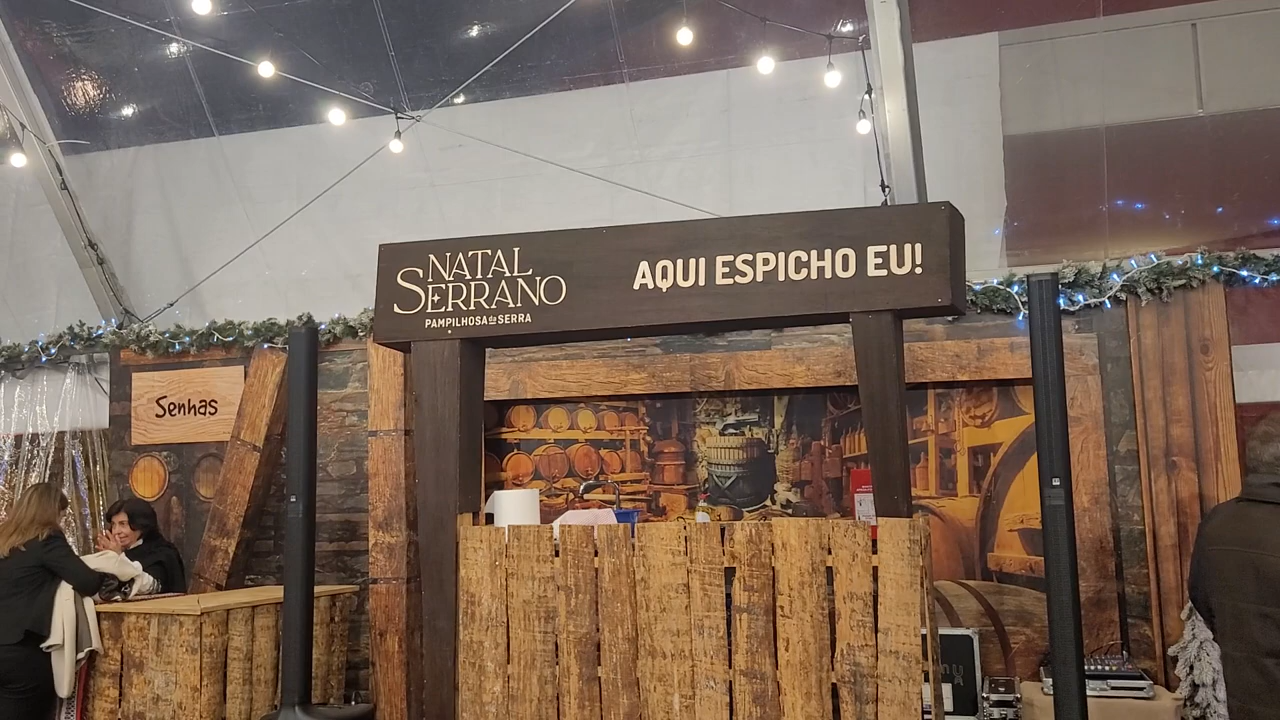 NATAL
SERRANO
PAMPILHOSA da SERRA
AQUI ESPICHO EU!
Senhas